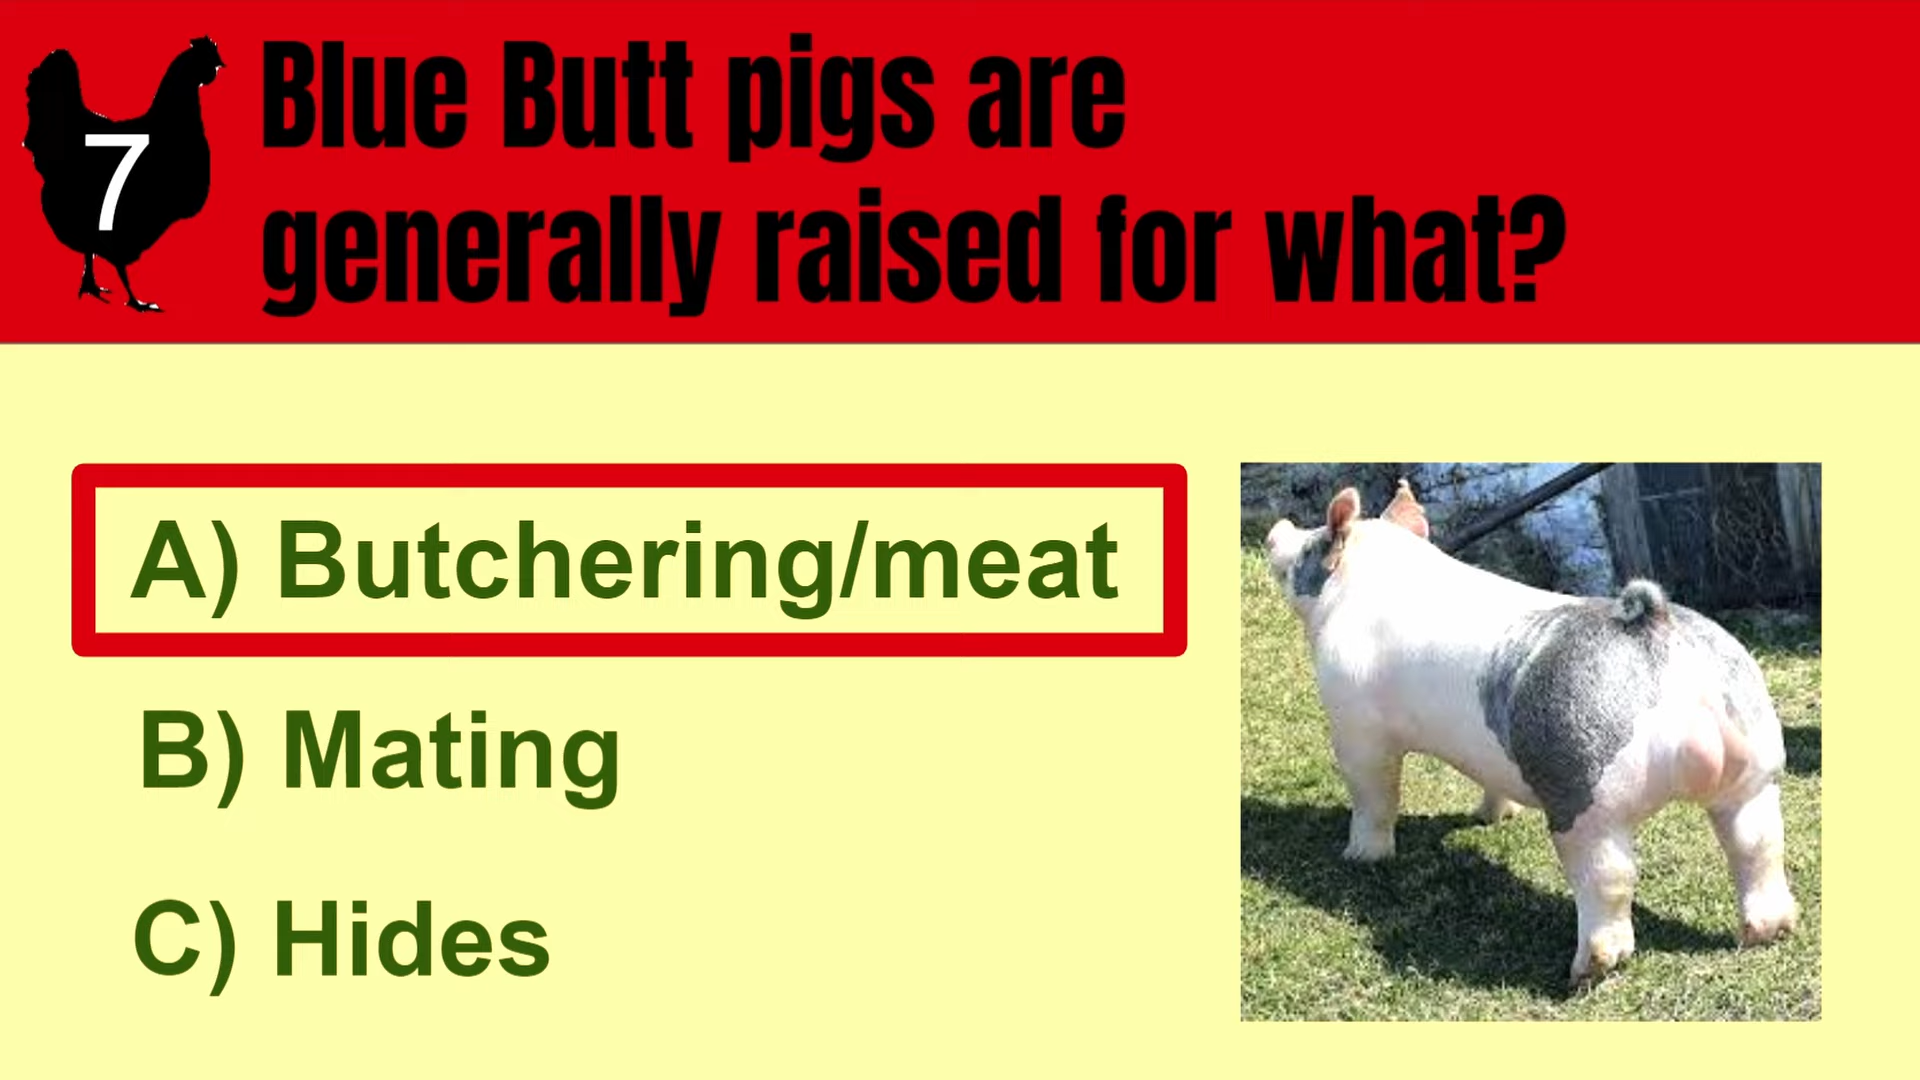 7
Blue Butt pigs are
generally raised for what?
A) Butchering/meat
B) Mating
C) Hides